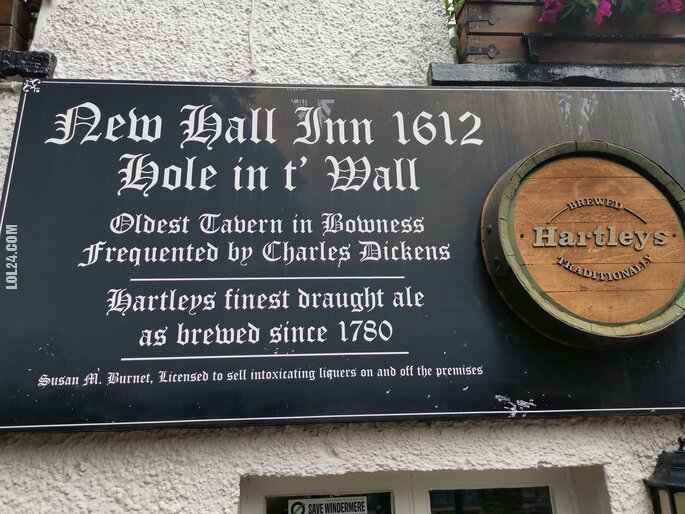 New Hall Inn 1612
Hole in t' Wall
Oldest Tavern in Bowness
Frequented by Charles Dickens
Hartleys finest draught ale
as brewed since 1780
Susan M. Burnet, Licensed to sell intoxicating liquers on and off the premises
BREWED
Hartleys
TRADITIONALLY
SAVE WINDERMERE
LOL24.COM